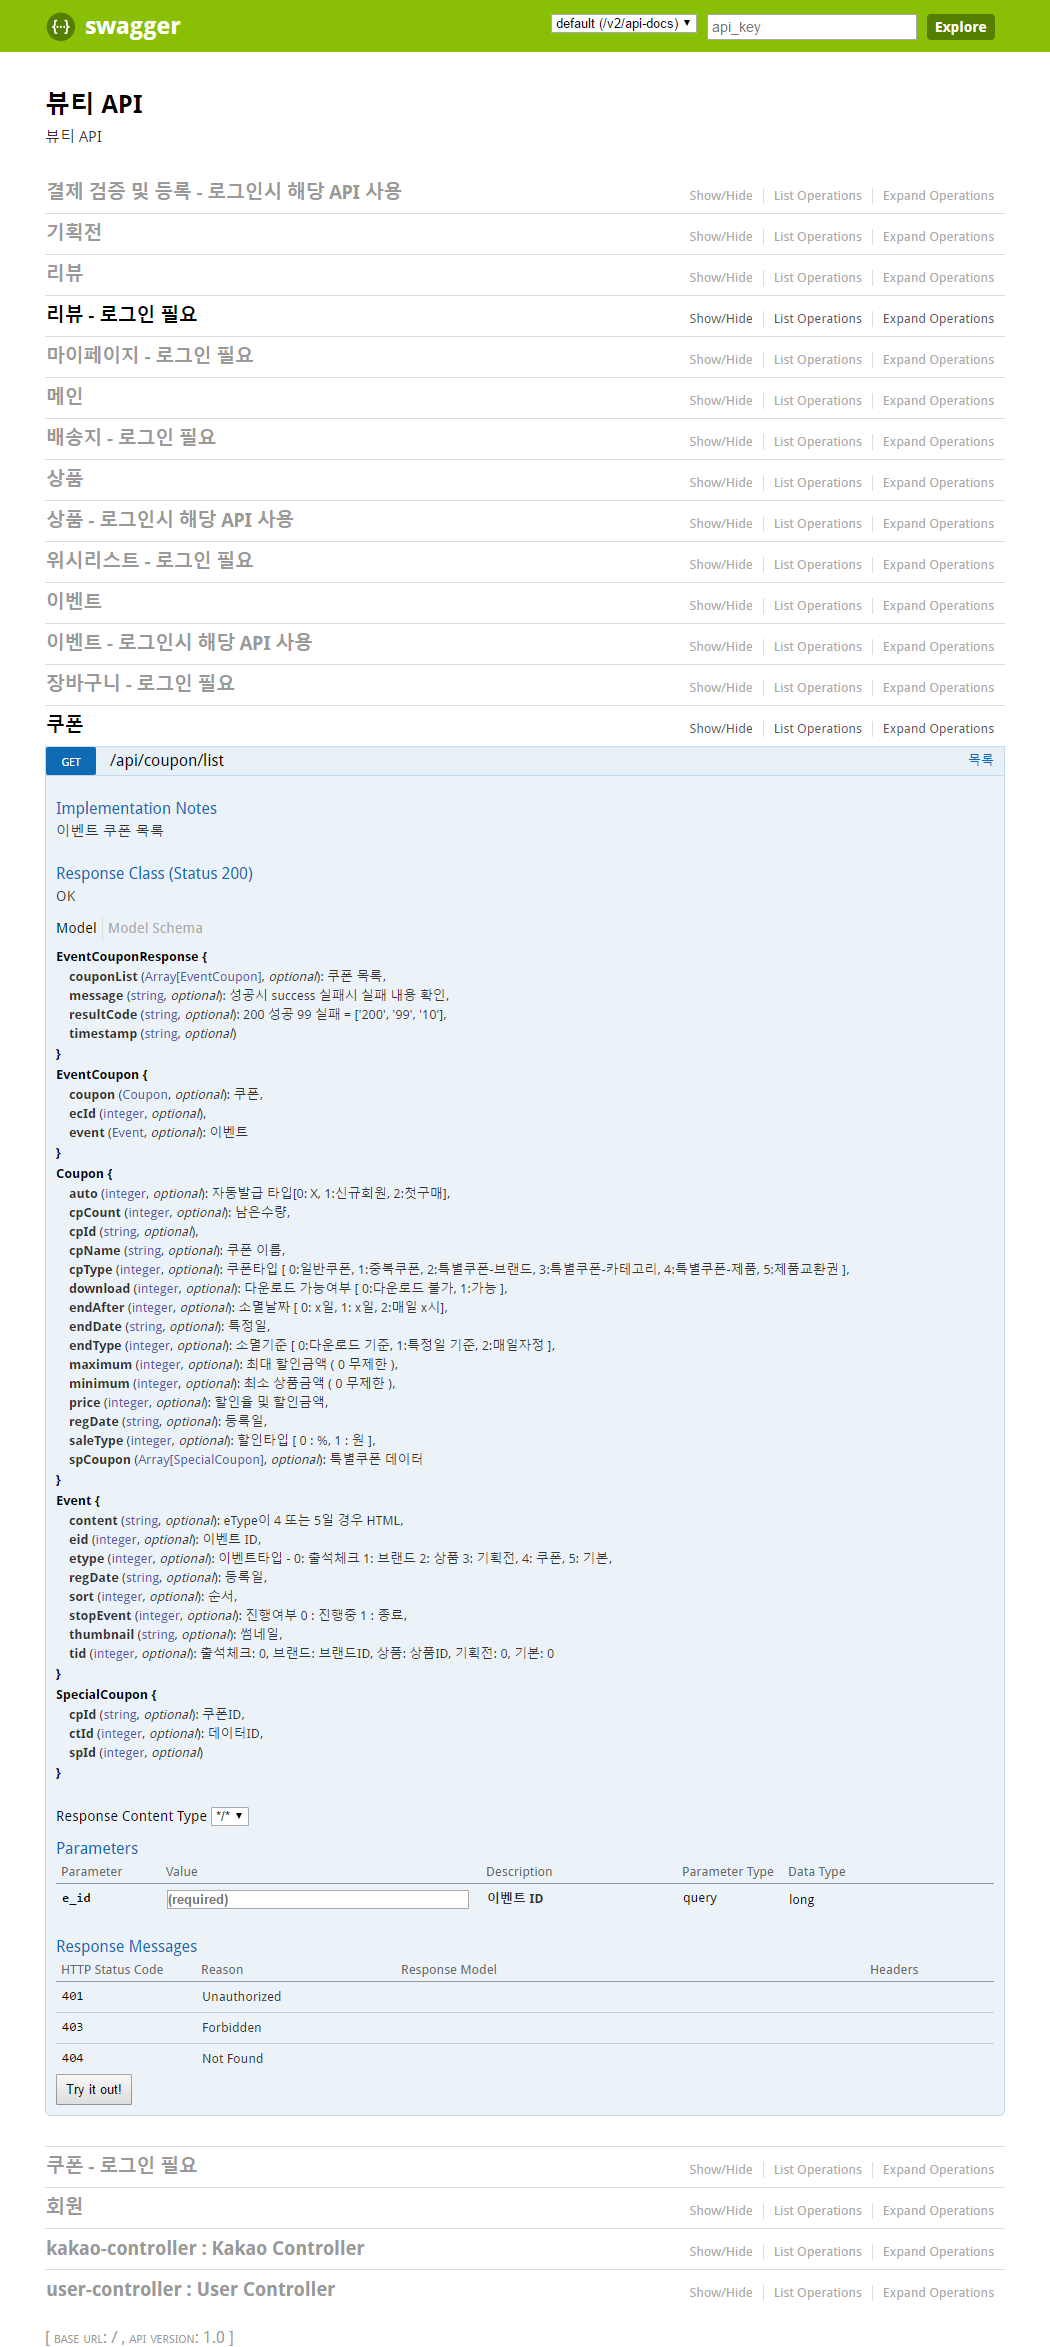 {···} swagger default (/v2/api-docs) ▼ api_key Explore
뷰티 API
뷰티 API
결제 검증 및 등록 - 로그인시 해당 API 사용 Show/Hide List Operations Expand Operations
기획전 Show/Hide List Operations Expand Operations
리뷰 Show/Hide List Operations Expand Operations
리뷰 - 로그인 필요 Show/Hide List Operations Expand Operations
마이페이지 - 로그인 필요 Show/Hide List Operations Expand Operations
메인 Show/Hide List Operations Expand Operations
배송지 - 로그인 필요 Show/Hide List Operations Expand Operations
상품 Show/Hide List Operations Expand Operations
상품 - 로그인시 해당 API 사용 Show/Hide List Operations Expand Operations
위시리스트 - 로그인 필요 Show/Hide List Operations Expand Operations
이벤트 Show/Hide List Operations Expand Operations
이벤트 - 로그인시 해당 API 사용 Show/Hide List Operations Expand Operations
장바구니 - 로그인 필요 Show/Hide List Operations Expand Operations
쿠폰 Show/Hide List Operations Expand Operations
GET /api/coupon/list 목록
Implementation Notes
이벤트 쿠폰 목록
Response Class (Status 200)
OK
Model Model Schema
EventCouponResponse {
couponList (Array[EventCoupon], optional): 쿠폰 목록,
message (string, optional): 성공시 success 실패시 실패 내용 확인,
resultCode (string, optional): 200 성공 99 실패 = ['200', '99', '10'],
timestamp (string, optional)
}
EventCoupon {
coupon (Coupon, optional): 쿠폰,
ecId (integer, optional),
event (Event, optional): 이벤트
}
Coupon {
auto (integer, optional): 자동발급 타입[0: X, 1:신규회원, 2:첫구매],
cpCount (integer, optional): 남은수량,
cpId (string, optional),
cpName (string, optional): 쿠폰 이름,
cpType (integer, optional): 쿠폰타입 [ 0:일반쿠폰, 1:중복쿠폰, 2:특별쿠폰-브랜드, 3:특별쿠폰-카테고리, 4:특별쿠폰-제품, 5:제품교환권 ],
download (integer, optional): 다운로드 가능여부 [ 0:다운로드 불가, 1:가능 ],
endAfter (integer, optional): 소멸날짜 [ 0: x일, 1: x일, 2:매일 x시],
endDate (string, optional): 특정일,
endType (integer, optional): 소멸기준 [ 0:다운로드 기준, 1:특정일 기준, 2:매일자정 ],
maximum (integer, optional): 최대 할인금액 ( 0 무제한 ),
minimum (integer, optional): 최소 상품금액 ( 0 무제한 ),
price (integer, optional): 할인율 및 할인금액,
regDate (string, optional): 등록일,
saleType (integer, optional): 할인타입 [ 0 : %, 1 : 원 ],
spCoupon (Array[SpecialCoupon], optional): 특별쿠폰 데이터
}
Event {
content (string, optional): eType이 4 또는 5일 경우 HTML,
eid (integer, optional): 이벤트 ID,
etype (integer, optional): 이벤트타입 - 0: 출석체크 1: 브랜드 2: 상품 3: 기획전, 4: 쿠폰, 5: 기본,
regDate (string, optional): 등록일,
sort (integer, optional): 순서,
stopEvent (integer, optional): 진행여부 0 : 진행중 1 : 종료,
thumbnail (string, optional): 썸네일,
tid (integer, optional): 출석체크: 0, 브랜드: 브랜드ID, 상품: 상품ID, 기획전: 0, 기본: 0
}
SpecialCoupon {
cpId (string, optional): 쿠폰ID,
ctId (integer, optional): 데이터ID,
spId (integer, optional)
}
Response Content Type */* ▼
Parameters
Parameter Value Description Parameter Type Data Type
e_id (required) 이벤트 ID query long
Response Messages
HTTP Status Code Reason Response Model Headers
401 Unauthorized
403 Forbidden
404 Not Found
Try it out!
쿠폰 - 로그인 필요 Show/Hide List Operations Expand Operations
회원 Show/Hide List Operations Expand Operations
kakao-controller : Kakao Controller Show/Hide List Operations Expand Operations
user-controller : User Controller Show/Hide List Operations Expand Operations
[ BASE URL: / , API VERSION: 1.0 ]